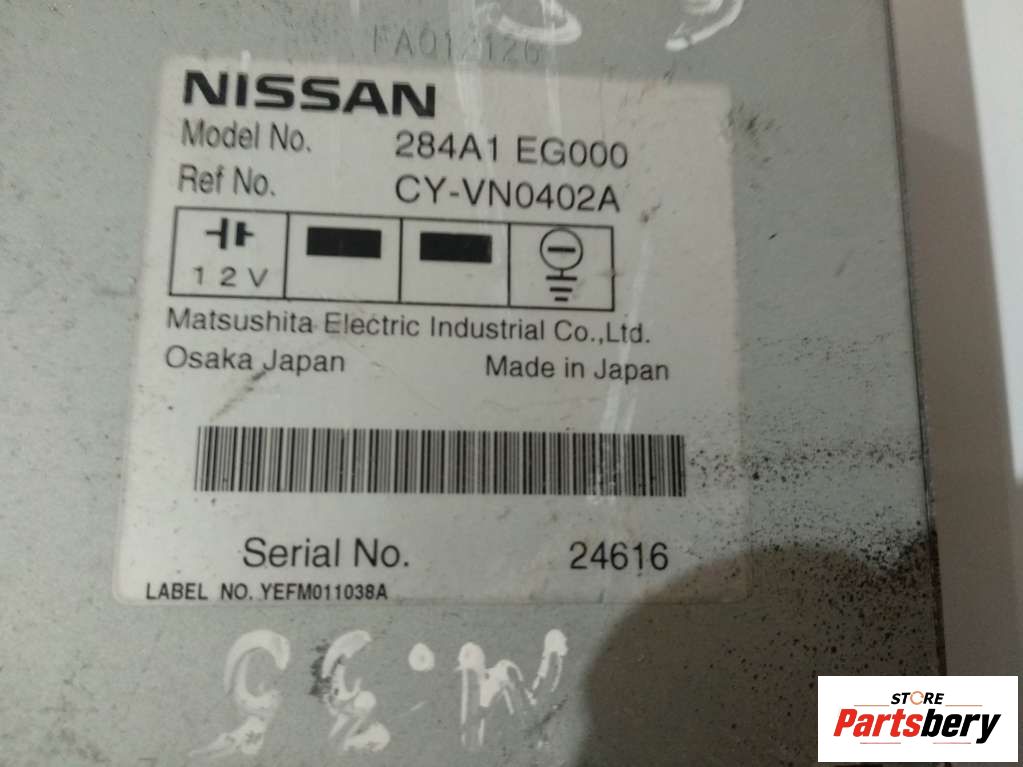 FA012126
NISSAN
Model No. 284A1 EG000
Ref No. CY-VN0402A
12V
Matsushita Electric Industrial Co.,Ltd.
Osaka Japan Made in Japan
Serial No. 24616
LABEL NO. YEFM011038A
STORE
Partsbery